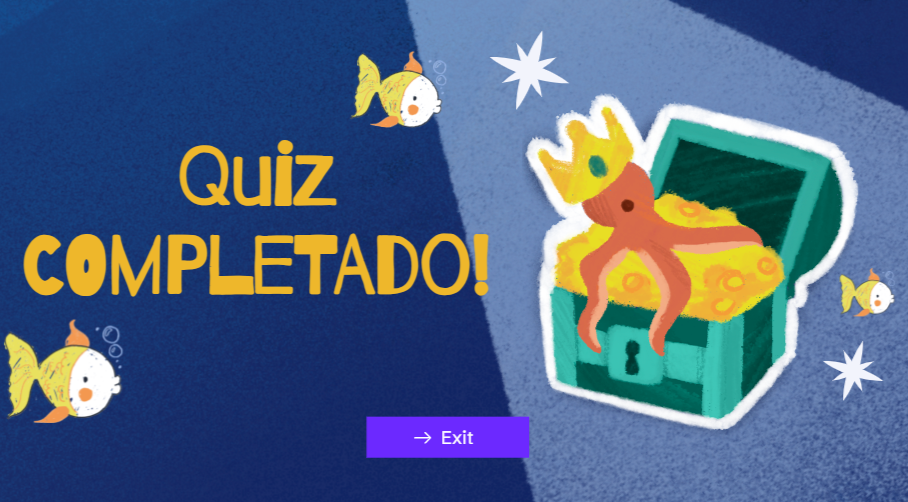 Quiz
COMPLETADO!
→ Exit